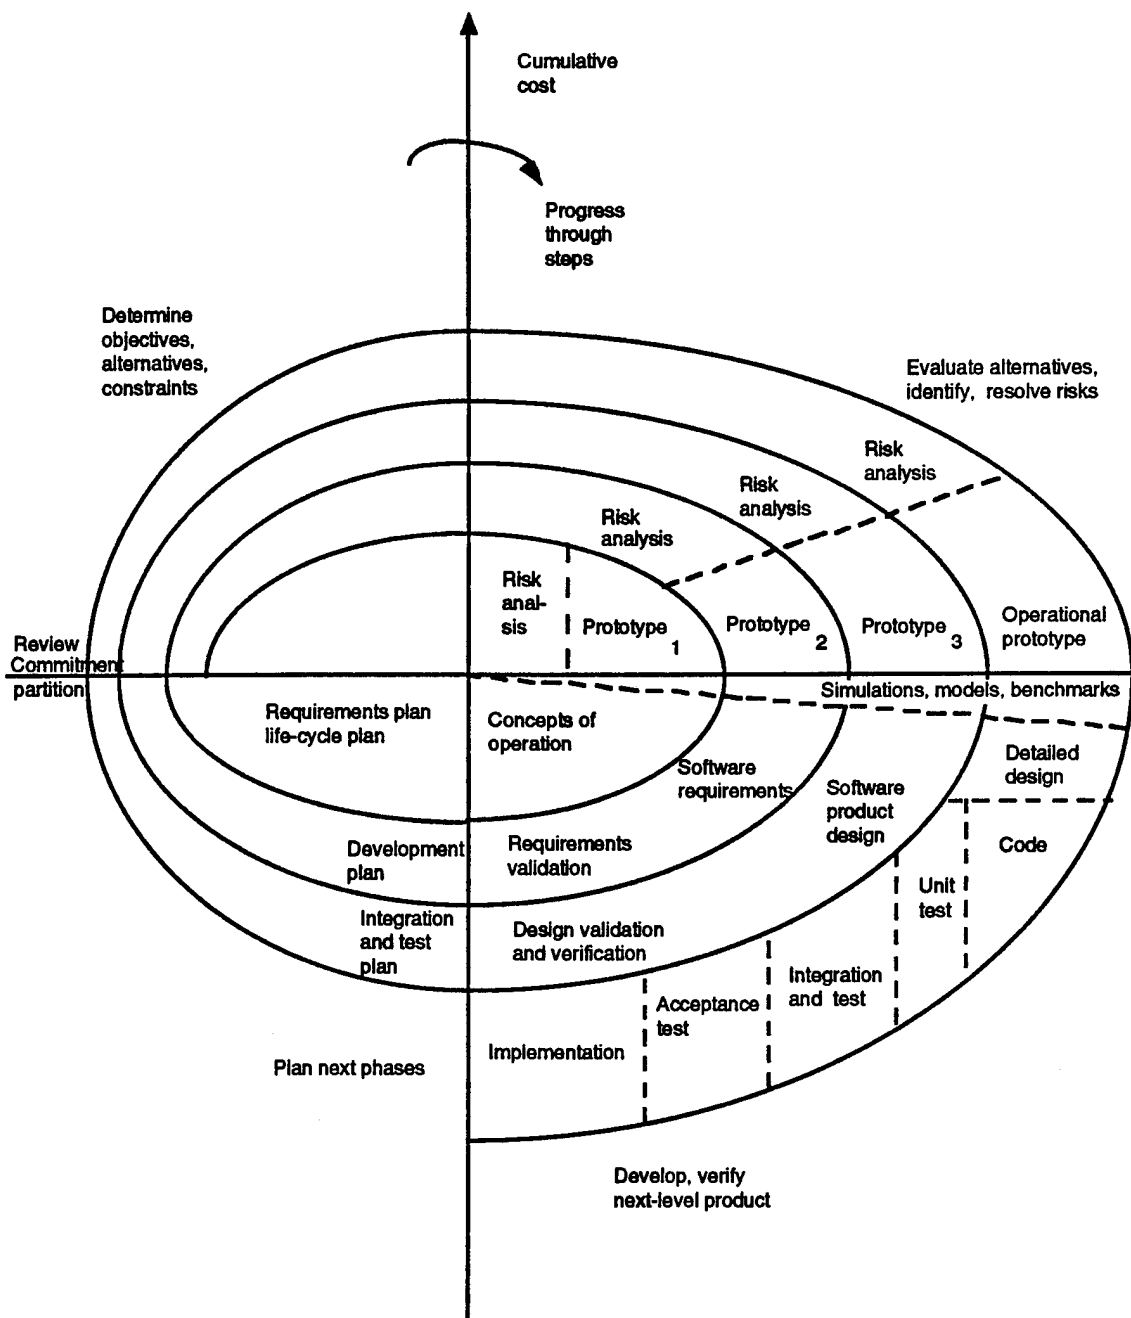 Cumulative
cost
Progress
through
steps
Determine
objectives,
alternatives,
constraints
Evaluate alternatives,
identify, resolve risks
Risk
analysis
Risk
analysis
Risk
analysis
Risk
anal-
sis
Prototype 1
Prototype 2
Prototype 3
Operational
prototype
Review
Commitment
partition
Simulations, models, benchmarks
Requirements plan
life-cycle plan
Concepts of
operation
Software
requirements
Software
product
design
Detailed
design
Code
Unit
test
Development
plan
Requirements
validation
Integration
and test
plan
Design validation
and verification
Integration
and test
Acceptance
test
Implementation
Plan next phases
Develop, verify
next-level product